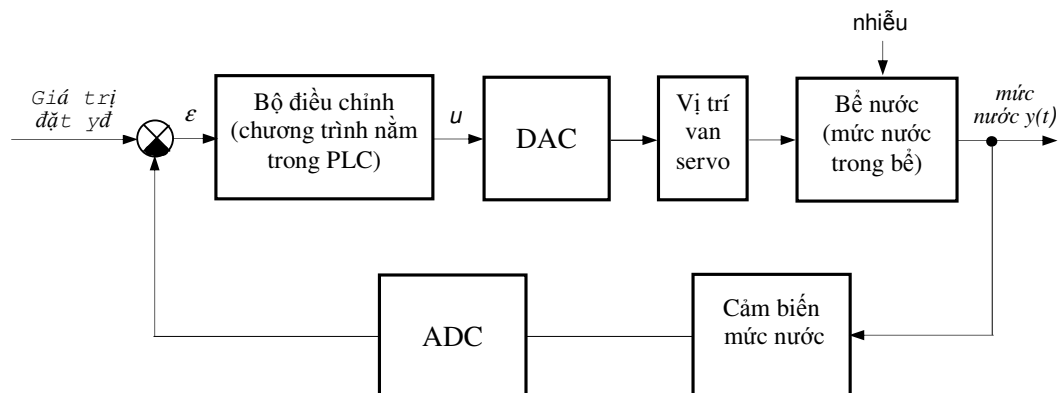 nhiễu
Giá trị
đặt yđ
ε
Bộ điều chỉnh
(chương trình nằm
trong PLC)
u
DAC
Vị trí
van
servo
Bể nước
(mức nước
trong bể)
mức
nước y(t)
ADC
Cảm biến
mức nước